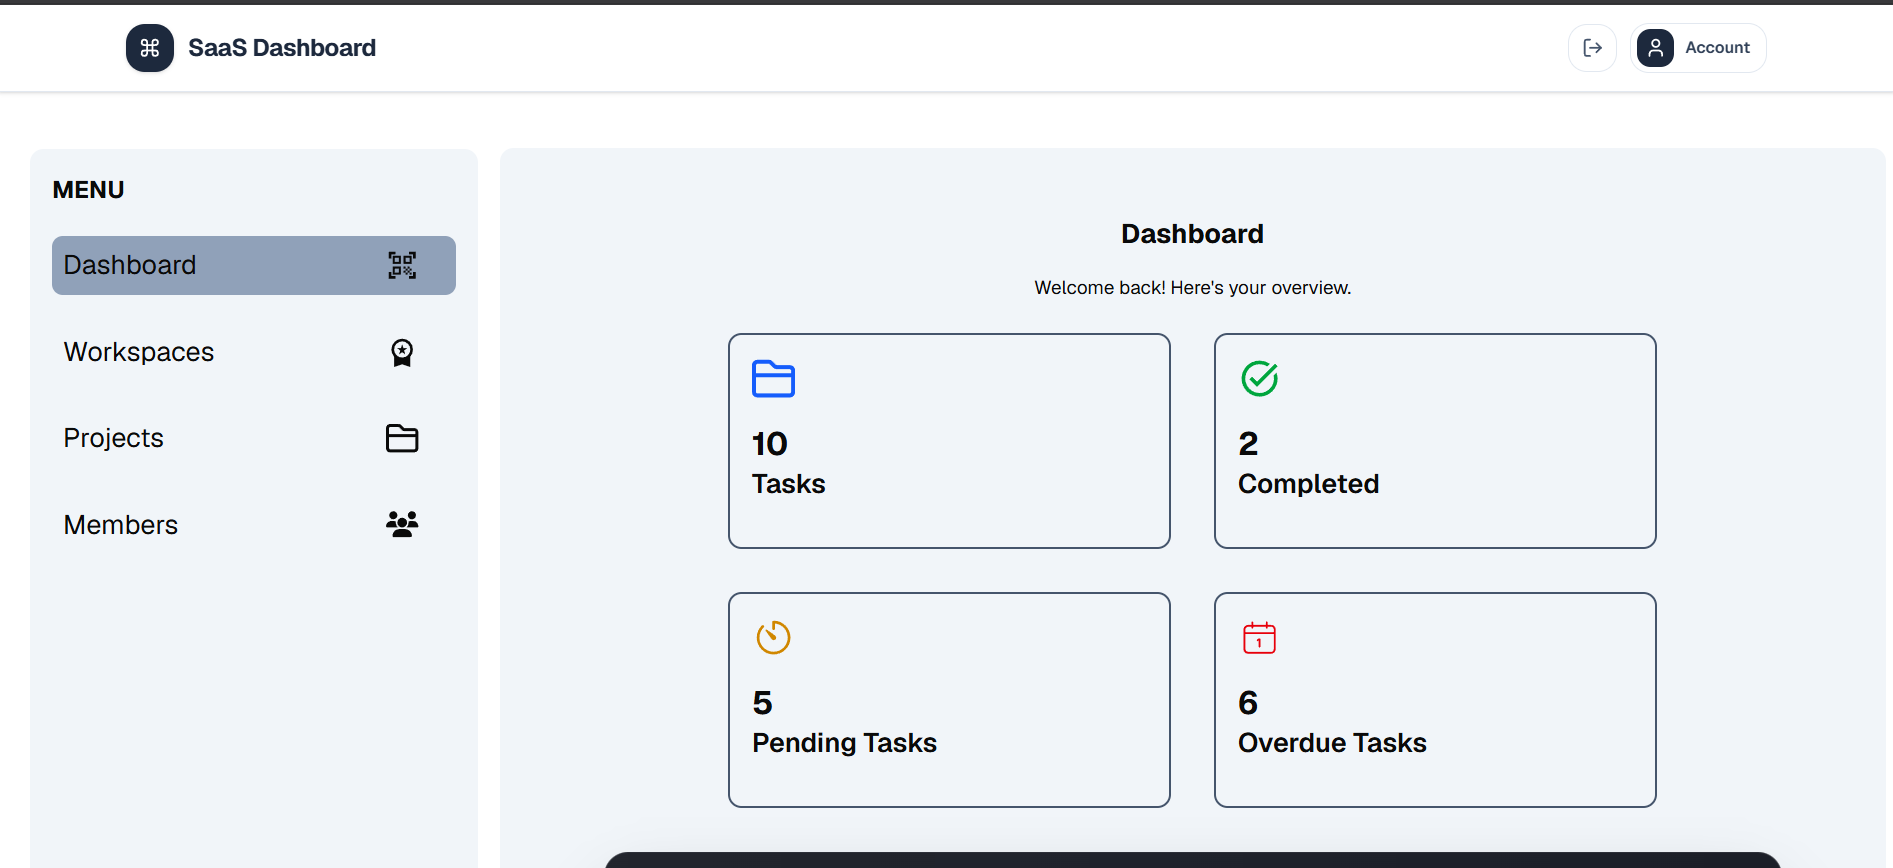 SaaS Dashboard
Account
MENU
Dashboard
Workspaces
Projects
Members
Dashboard
Welcome back! Here's your overview.
10
Tasks
2
Completed
5
Pending Tasks
1
6
Overdue Tasks